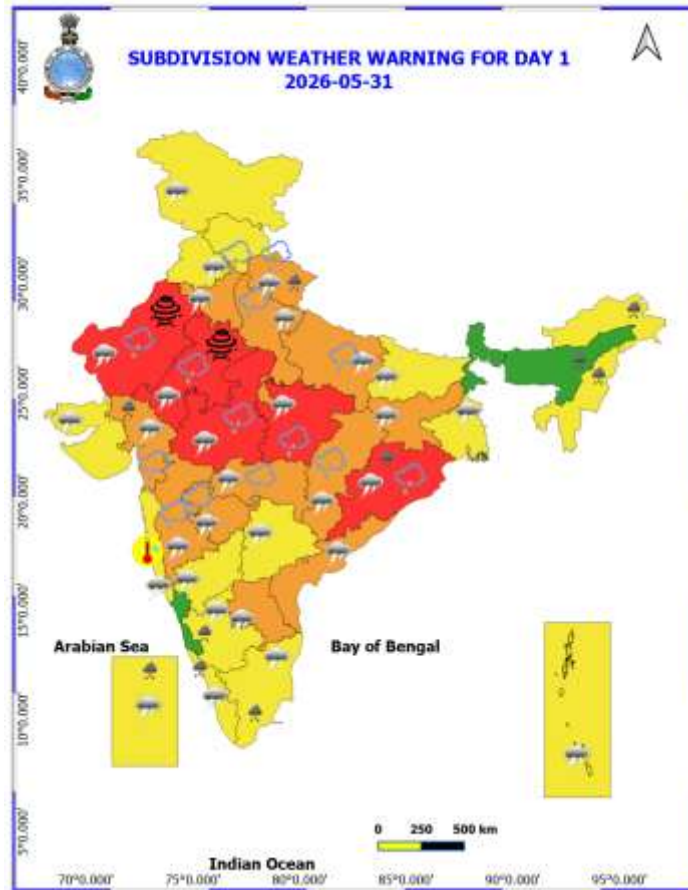 SUBDIVISION WEATHER WARNING FOR DAY 1
2026-05-31
40°0.000'
35°0.000'
30°0.000'
25°0.000'
20°0.000'
15°0.000'
10°0.000'
5°0.000'
Arabian Sea
Bay of Bengal
0 250 500 km
Indian Ocean
70°0.000' 75°0.000' 80°0.000' 85°0.000' 90°0.000' 95°0.000'